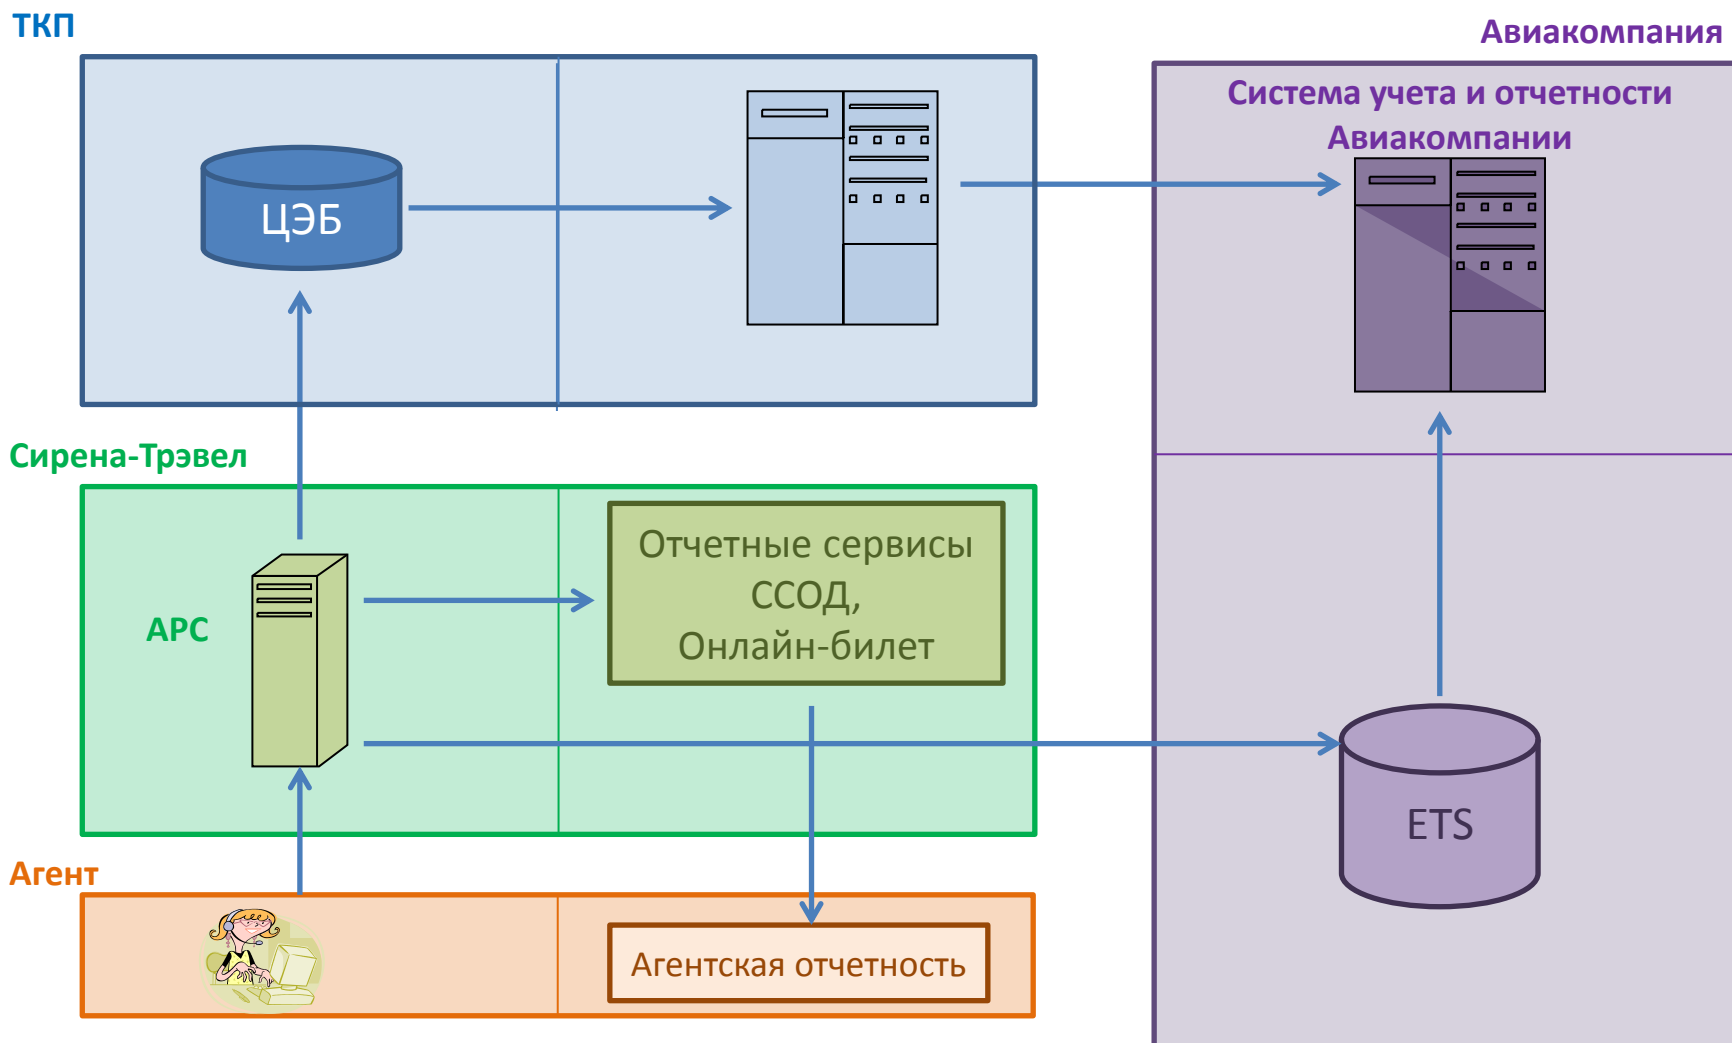 ТКП
Авиакомпания
Система учета и отчетности
Авиакомпании
ЦЭБ
Сирена-Трэвел
Отчетные сервисы
ССОД,
Онлайн-билет
АРС
ETS
Агент
Агентская отчетность